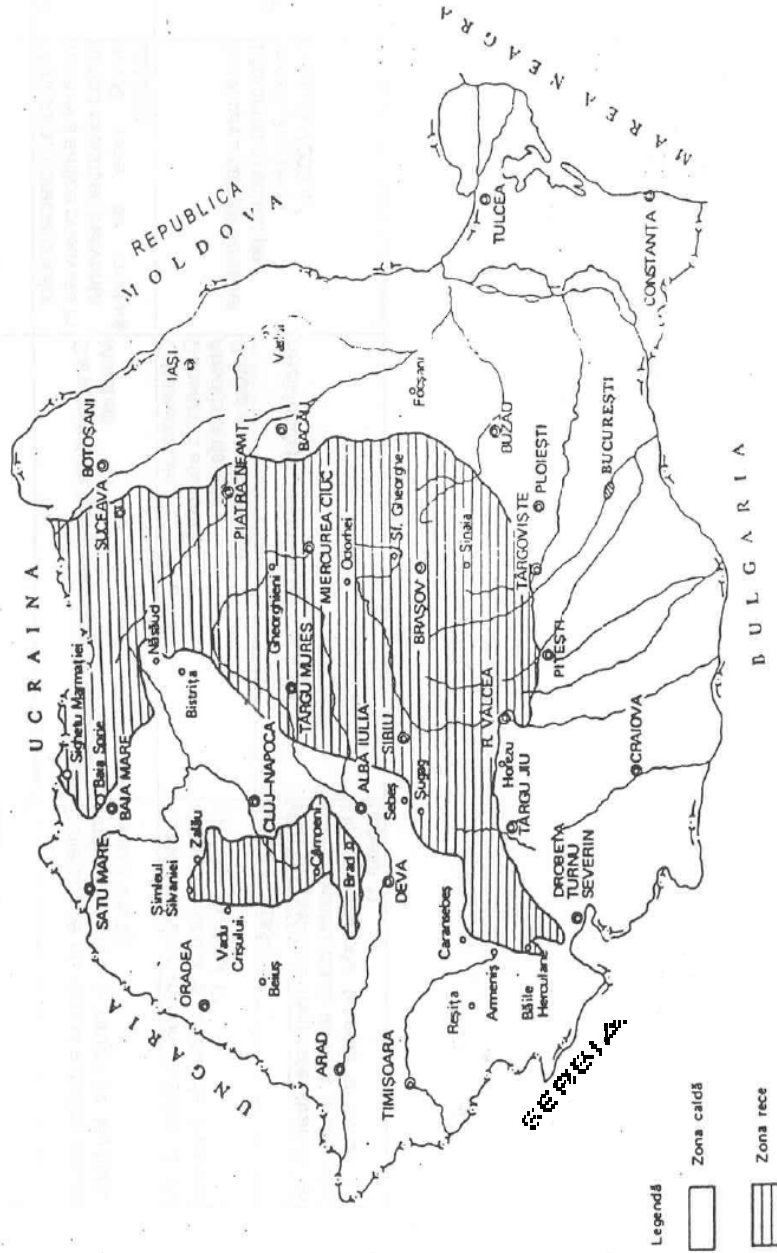 UCRAINA
REPUBLICA
MOLDOVA
UNGARIA
MAREA NEAGRĂ
BULGARIA
SERBIA
SATU MARE
Sighetu Marmației
Baia Sprie
BAIA MARE
SUCEAVA
BOTOȘANI
IAȘI
Vaslui
Năsăud
Bistrița
Șimleul
Silvaniei
Zalău
ORADEA
Vadu
Crișului.
Beiuș
CLUJ-NAPOCA
Câmpeni
Brad
PIATRA NEAMȚ
BACĂU
Gheorghieni
TÂRGU MUREȘ
MIERCUREA CIUC
Odorhei
Sf. Gheorghe
ARAD
DEVA
ALBA IULIA
Sebeș
Șugag
SIBIU
BRAȘOV
Sinaia
Focșani
BUZĂU
TULCEA
CONSTANȚA
TIMIȘOARA
Reșița
Caransebeș
Armeniș
Băile
Herculane
DROBETA
TURNU
SEVERIN
TÂRGU JIU
Horezu
R. VÂLCEA
CRAIOVA
PITEȘTI
TÂRGOVIȘTE
PLOIEȘTI
BUCUREȘTI
Legendă
Zona caldă
Zona rece